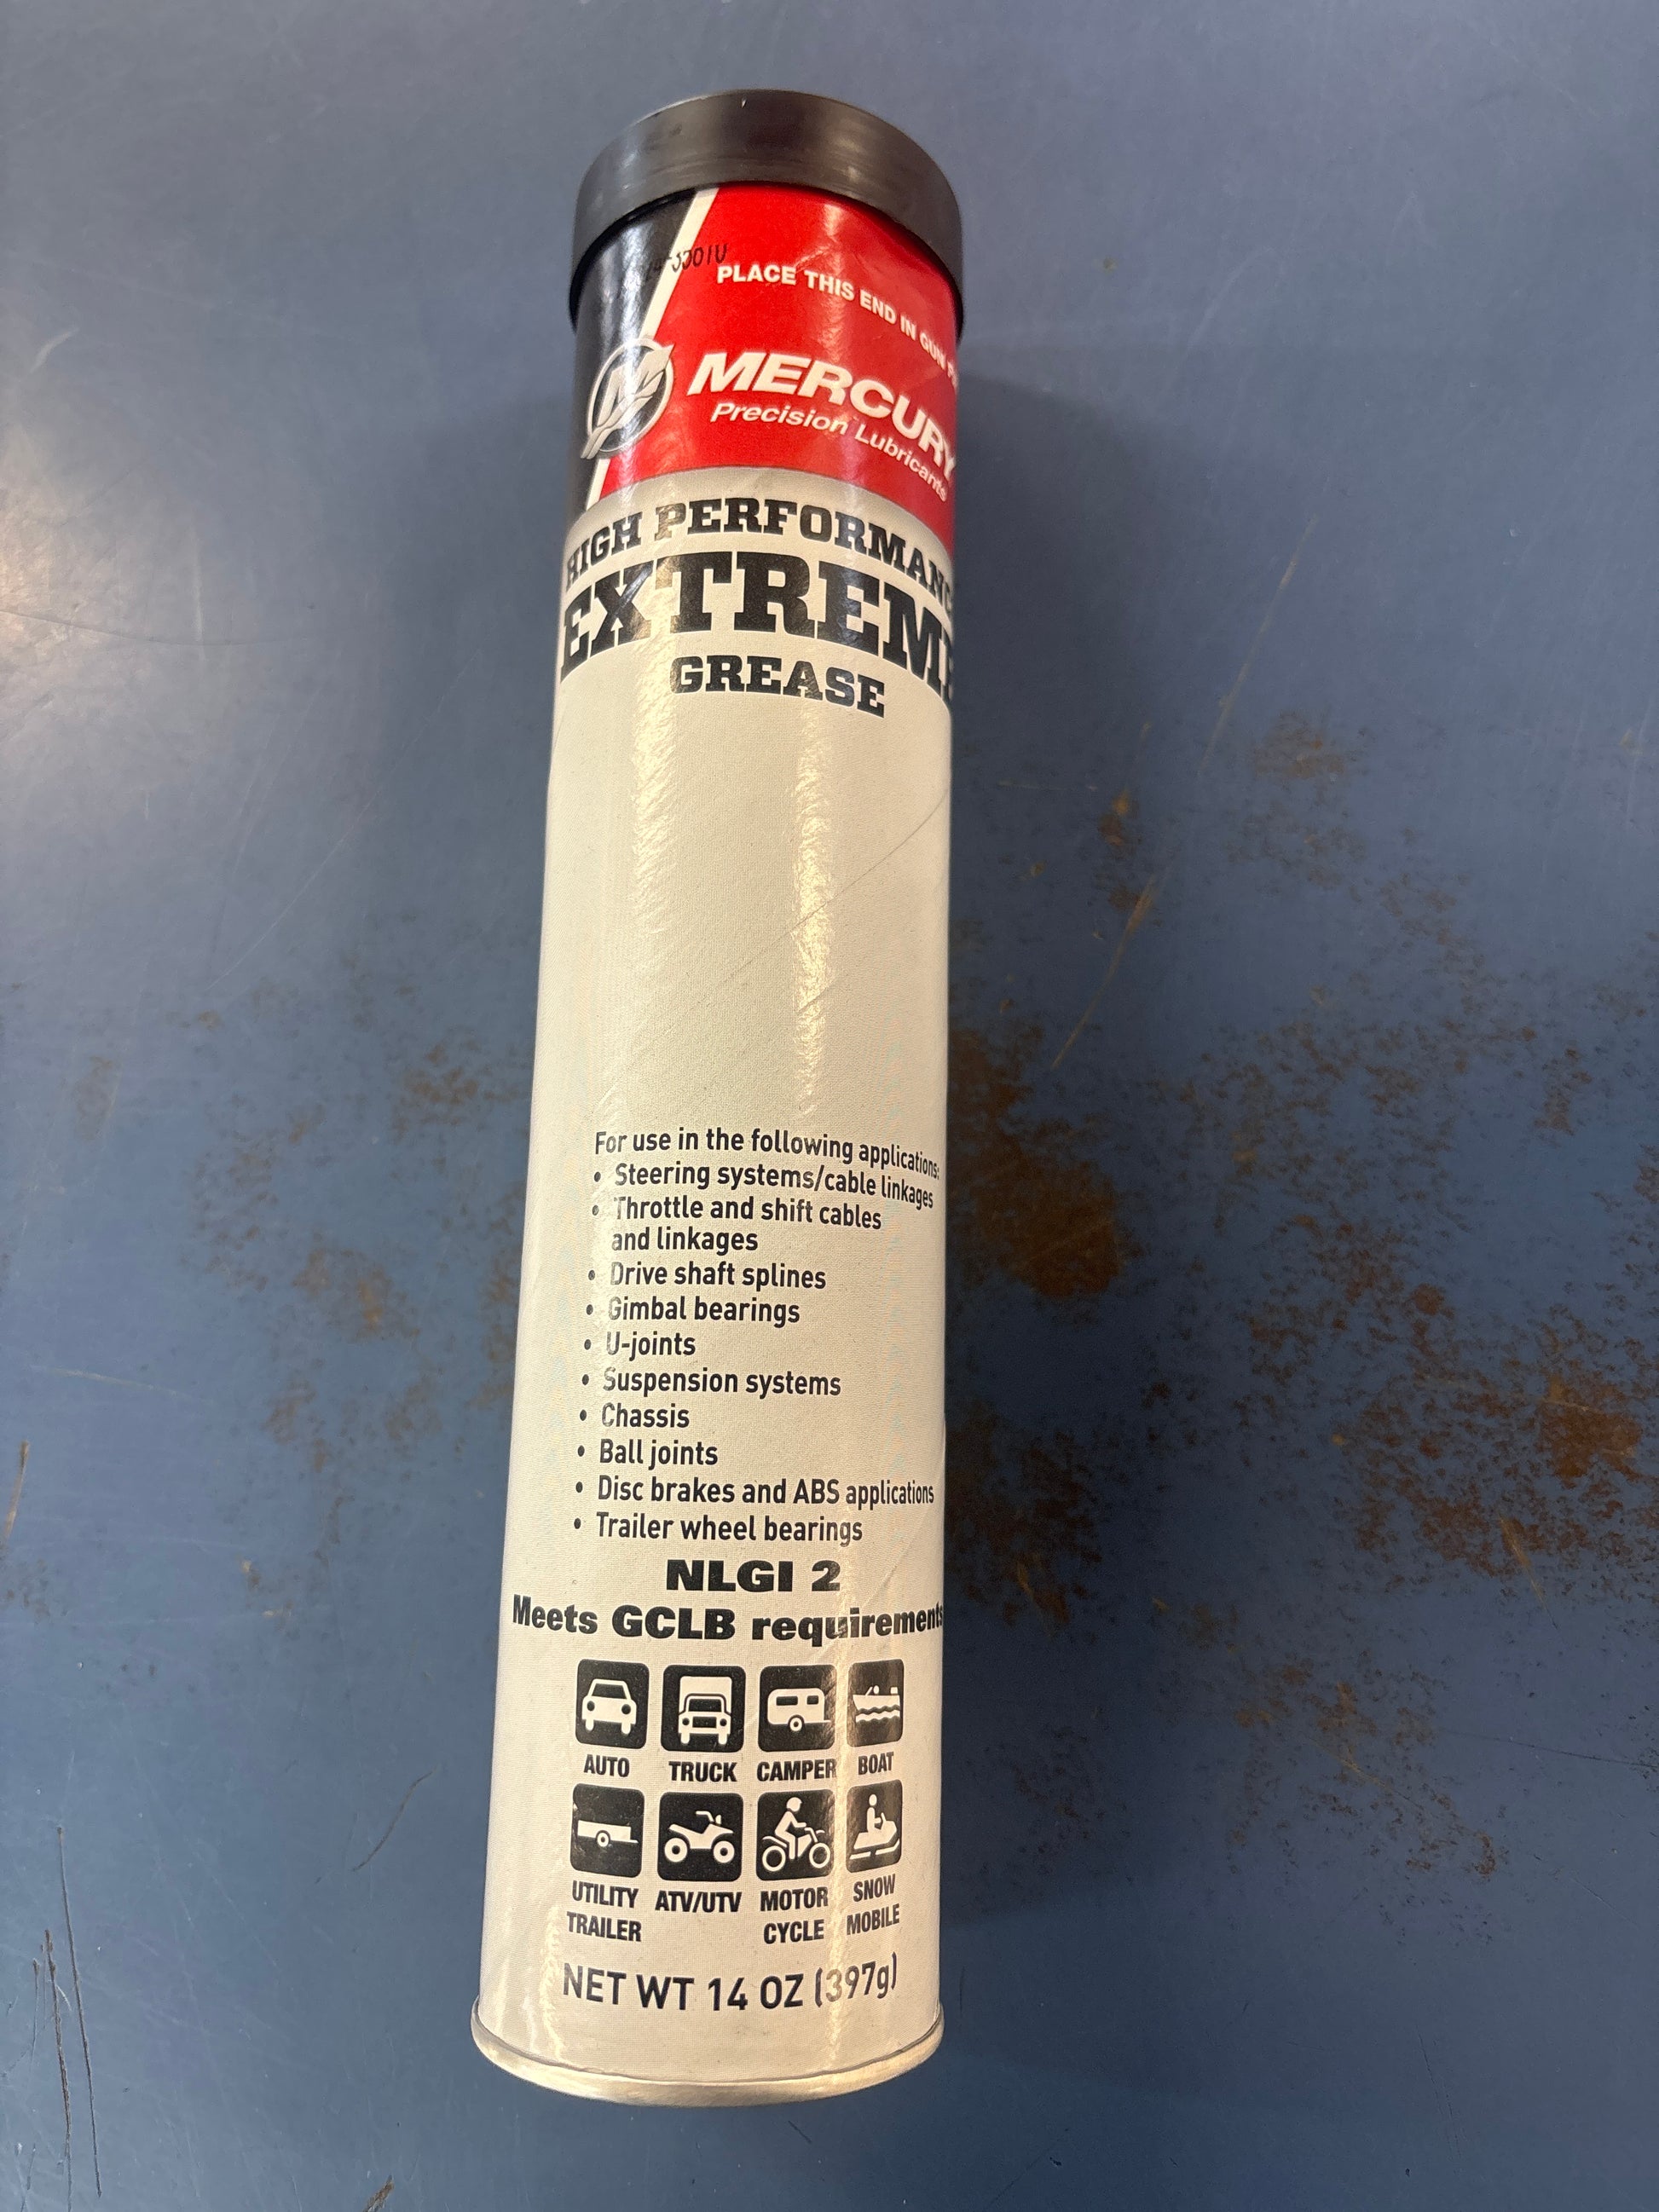 PLACE THIS END IN GUN
MERCURY
Precision Lubricants
HIGH PERFORMANC
EXTREME
GREASE
For use in the following applications:
• Steering systems/cable linkages
• Throttle and shift cables
and linkages
• Drive shaft splines
• Gimbal bearings
• U-joints
• Suspension systems
• Chassis
• Ball joints
• Disc brakes and ABS applications
• Trailer wheel bearings
NLGI 2
Meets GCLB requirements
AUTO TRUCK CAMPER BOAT
UTILITY TRAILER ATV/UTV MOTOR CYCLE SNOW MOBILE
NET WT 14 OZ (397g)